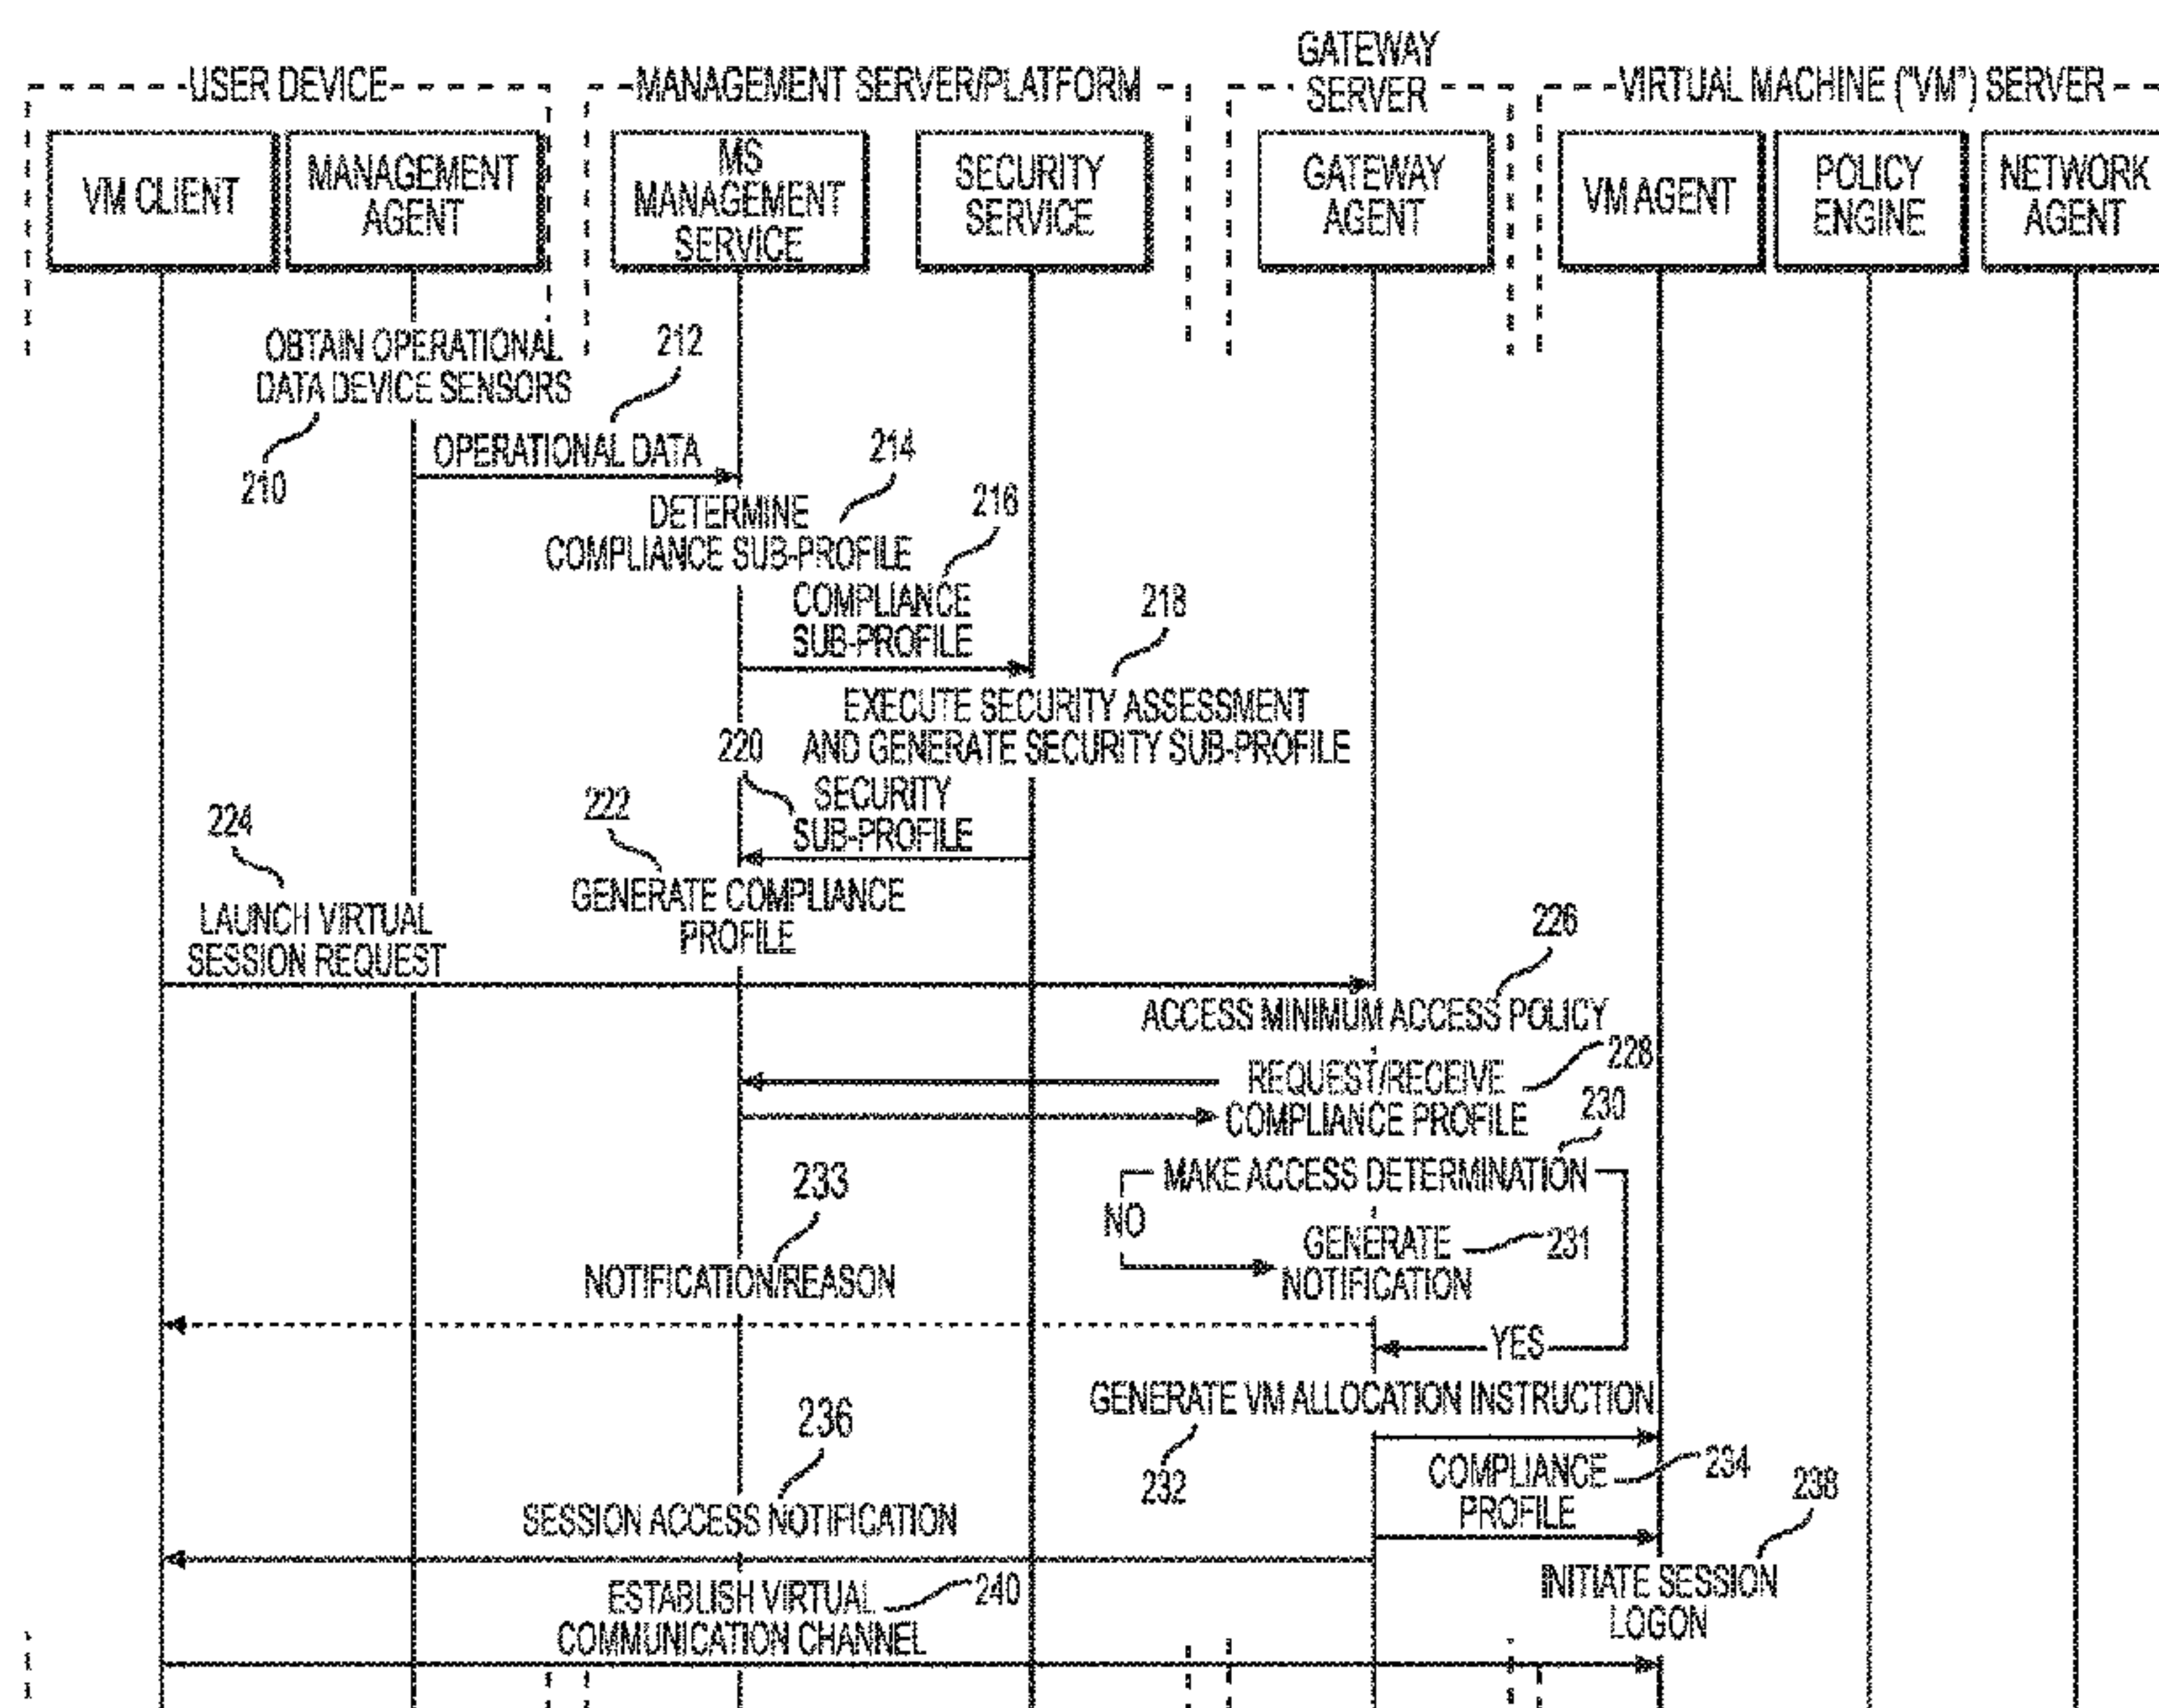 USER DEVICE
MANAGEMENT SERVER/PLATFORM
GATEWAY
SERVER
VIRTUAL MACHINE ("VM") SERVER
VM CLIENT
MANAGEMENT
AGENT
MS
MANAGEMENT
SERVICE
SECURITY
SERVICE
GATEWAY
AGENT
VM AGENT
POLICY
ENGINE
NETWORK
AGENT
OBTAIN OPERATIONAL
DATA DEVICE SENSORS
210
212
OPERATIONAL DATA
214
DETERMINE
COMPLIANCE SUB-PROFILE
216
COMPLIANCE
SUB-PROFILE
218
EXECUTE SECURITY ASSESSMENT
AND GENERATE SECURITY SUB-PROFILE
220
SECURITY
SUB-PROFILE
222
GENERATE COMPLIANCE
PROFILE
224
LAUNCH VIRTUAL
SESSION REQUEST
226
ACCESS MINIMUM ACCESS POLICY
228
REQUEST/RECEIVE
COMPLIANCE PROFILE
230
MAKE ACCESS DETERMINATION
NO
GENERATE
NOTIFICATION
231
233
NOTIFICATION/REASON
YES
GENERATE VM ALLOCATION INSTRUCTION
232
COMPLIANCE
PROFILE
234
236
SESSION ACCESS NOTIFICATION
238
INITIATE SESSION
LOGON
ESTABLISH VIRTUAL
COMMUNICATION CHANNEL
240